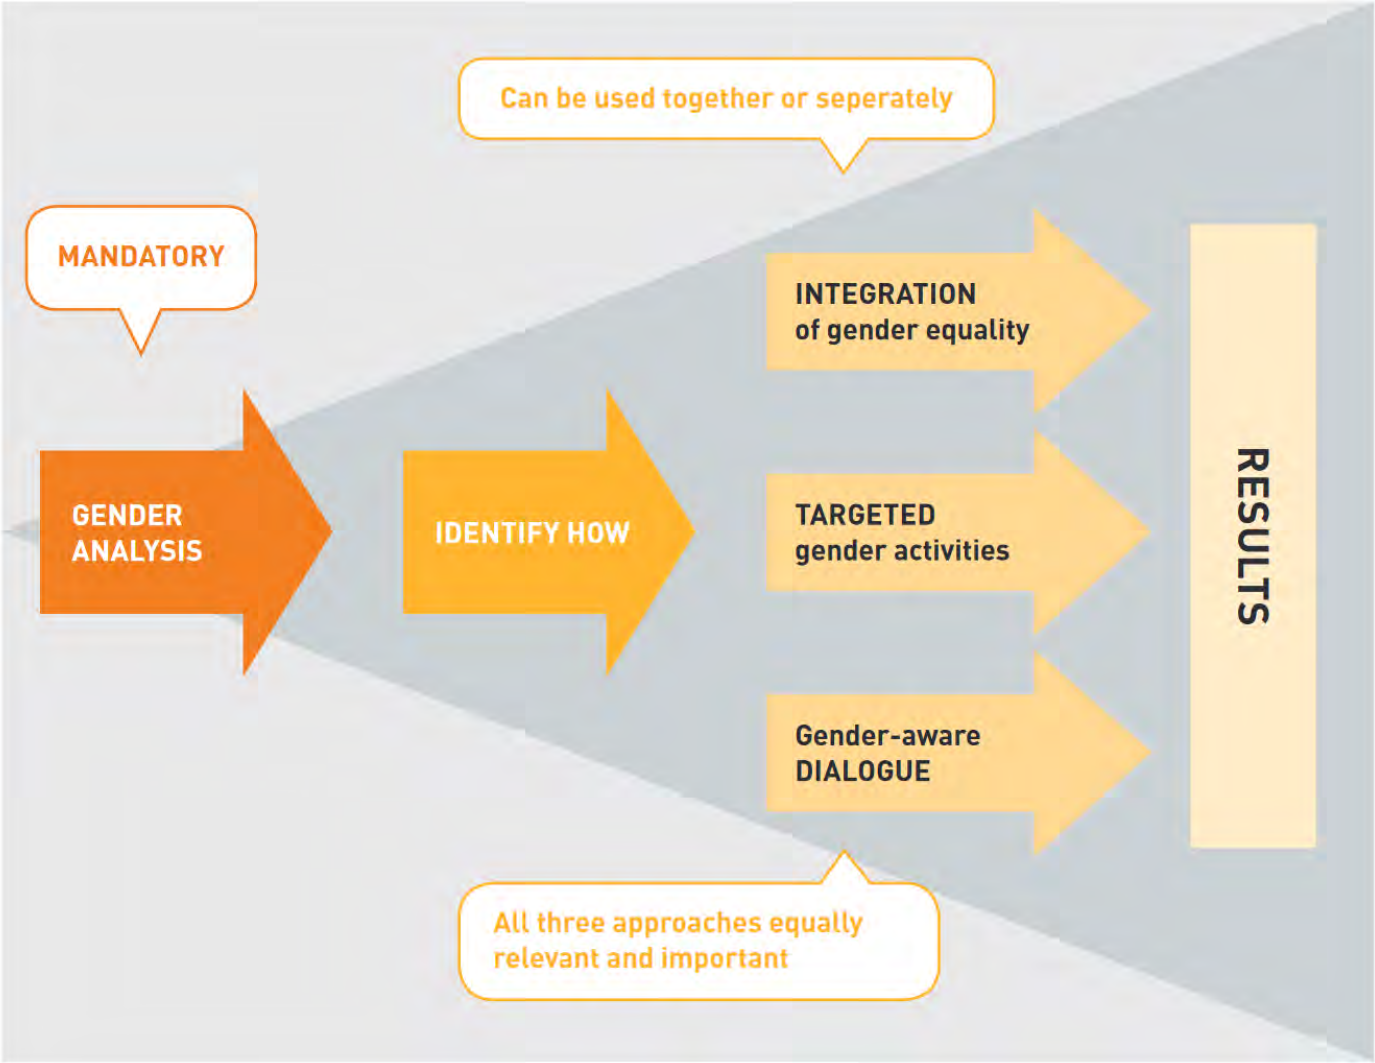 Can be used together or seperately
MANDATORY
GENDER
ANALYSIS
IDENTIFY HOW
INTEGRATION
of gender equality
TARGETED
gender activities
Gender-aware
DIALOGUE
RESULTS
All three approaches equally
relevant and important